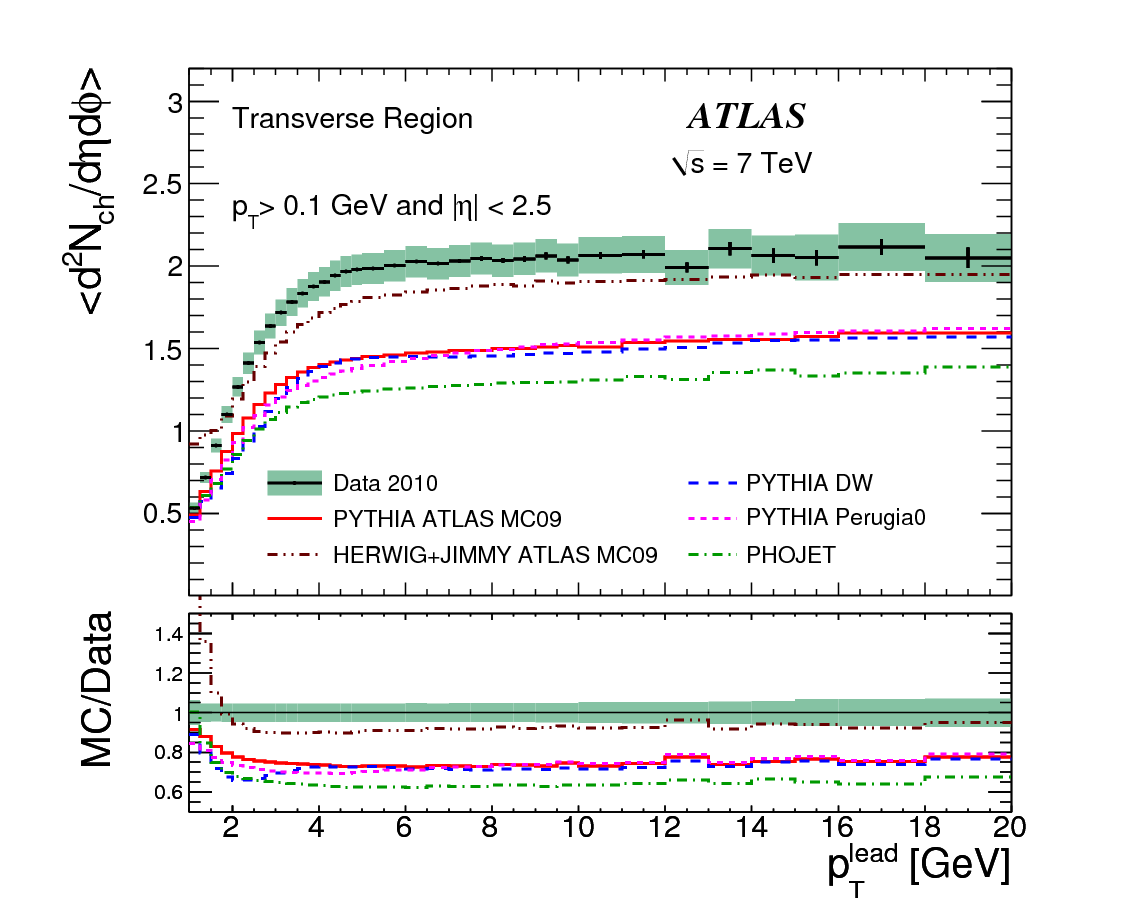 <d²N_ch/dηdϕ>
3
2.5
2
1.5
1
0.5
Transverse Region
ATLAS
√s = 7 TeV
p_T> 0.1 GeV and |η| < 2.5
Data 2010
PYTHIA ATLAS MC09
HERWIG+JIMMY ATLAS MC09
PYTHIA DW
PYTHIA Perugia0
PHOJET
MC/Data
1.4
1.2
1
0.8
0.6
2 4 6 8 10 12 14 16 18 20
p_T^lead [GeV]